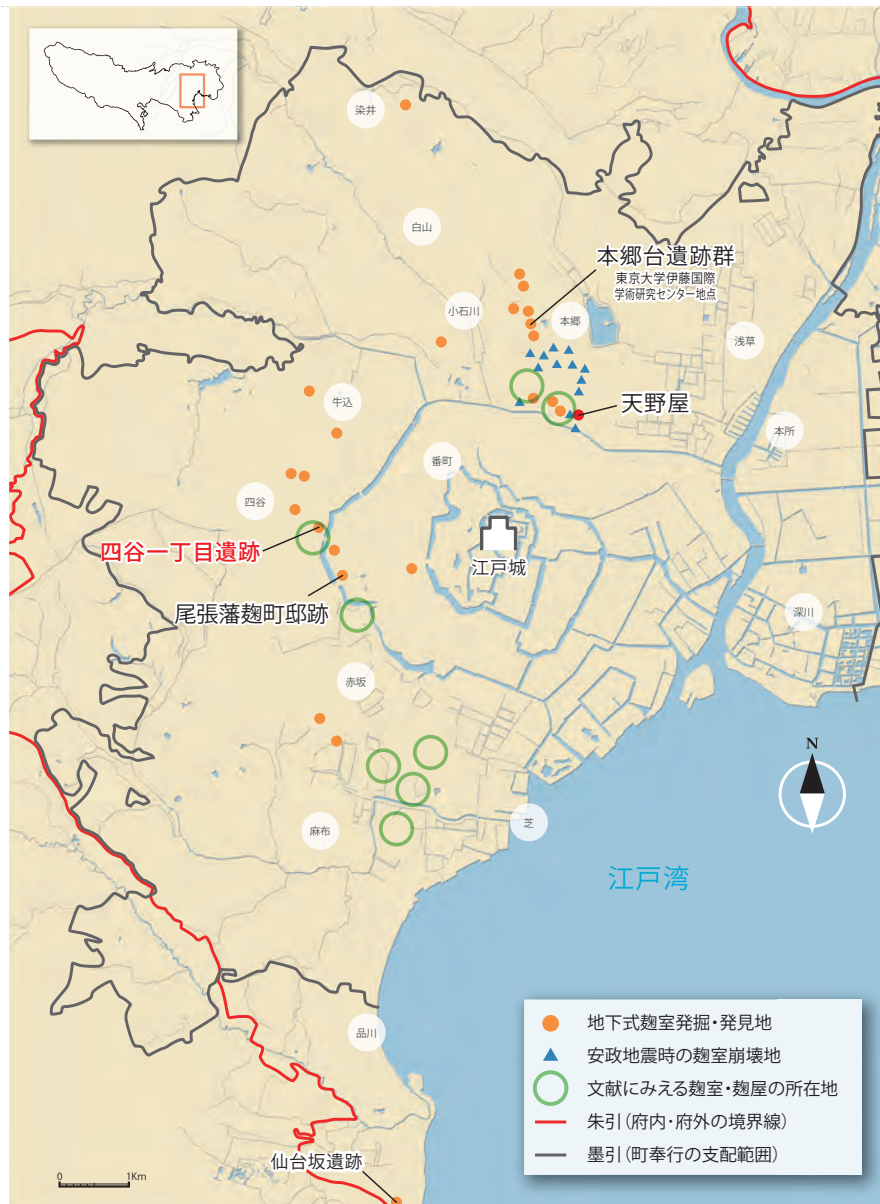 染井
白山
本郷台遺跡群
東京大学伊藤国際
学術研究センター地点
小石川
本郷
浅草
天野屋
牛込
本所
番町
四谷
四谷一丁目遺跡
江戸城
尾張藩麹町邸跡
深川
赤坂
N
麻布
芝
江戸湾
品川
地下式麹室発掘・発見地
安政地震時の麹室崩壊地
文献にみえる麹室・麹屋の所在地
朱引(府内・府外の境界線)
墨引(町奉行の支配範囲)
仙台坂遺跡
0 1Km